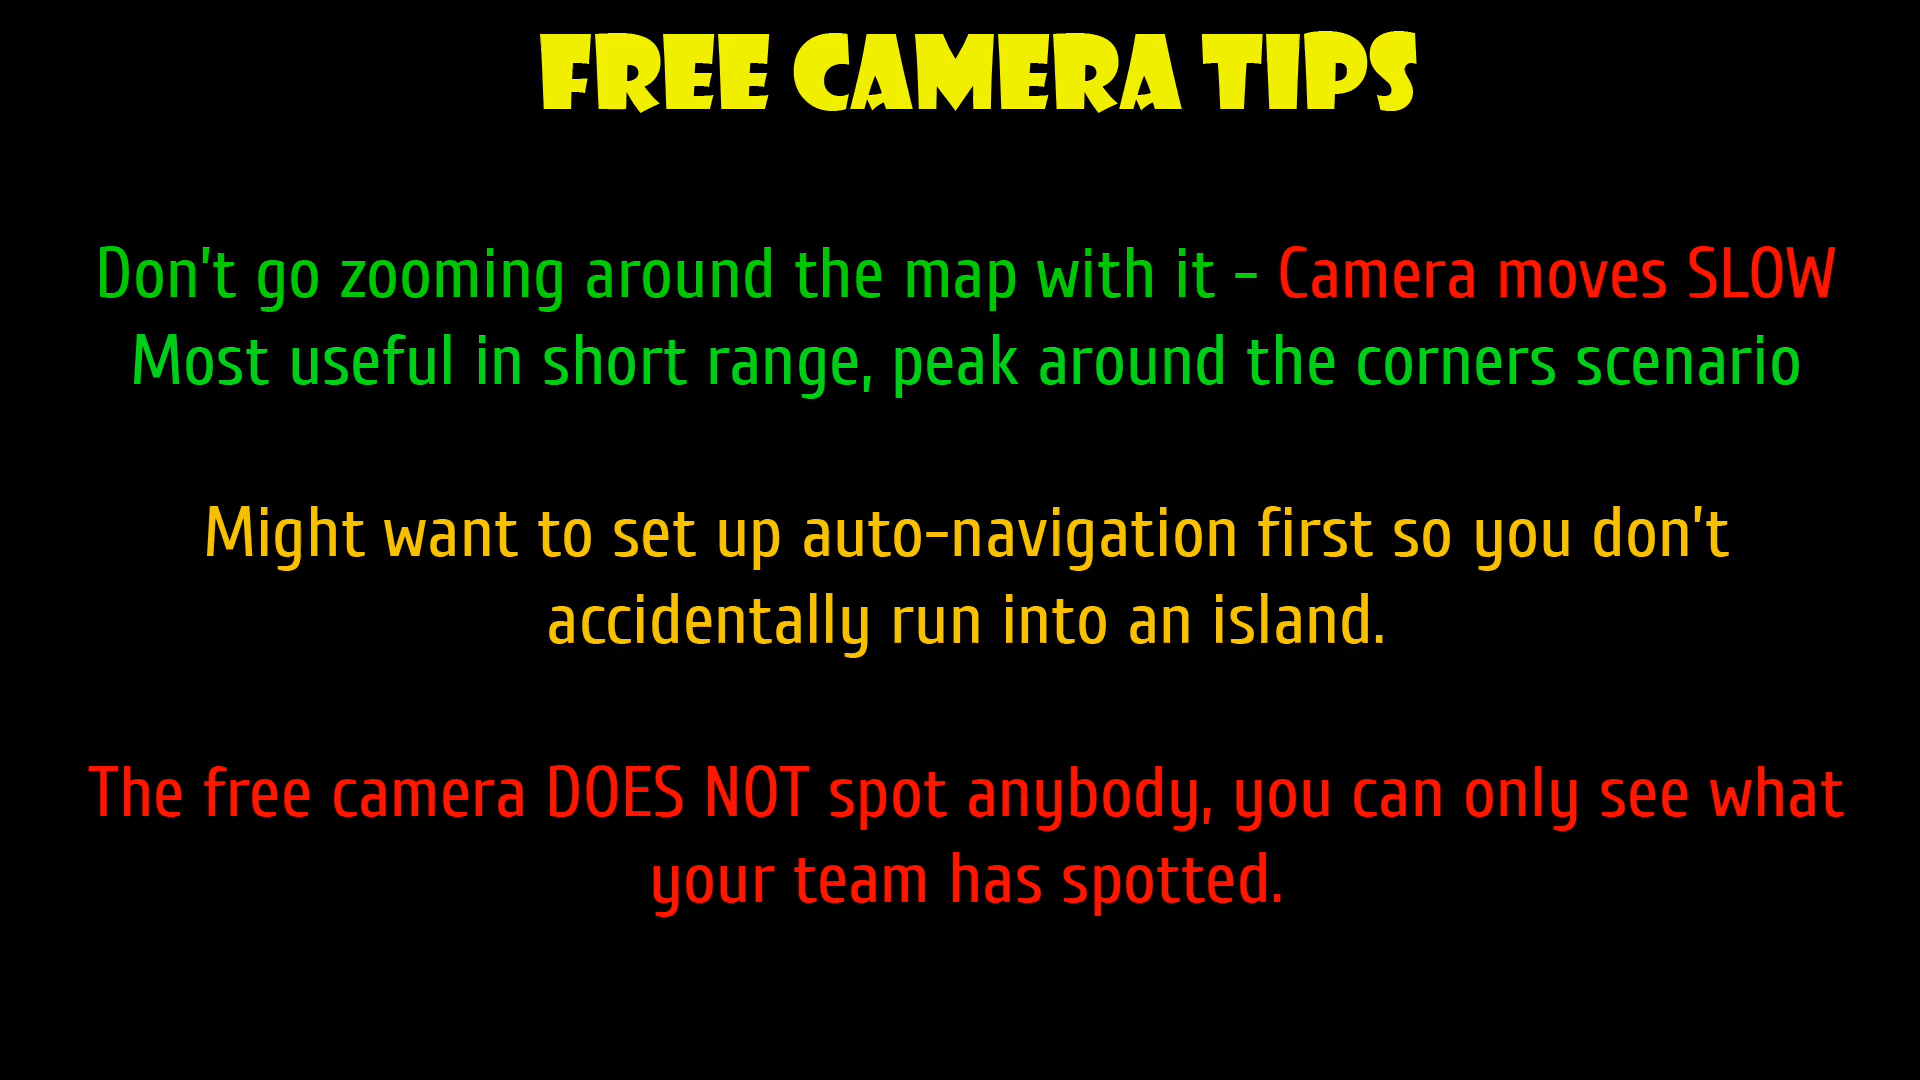 FREE CAMERA TIPS
Don't go zooming around the map with it - Camera moves SLOW
Most useful in short range, peak around the corners scenario
Might want to set up auto-navigation first so you don't
accidentally run into an island.
The free camera DOES NOT spot anybody, you can only see what
your team has spotted.